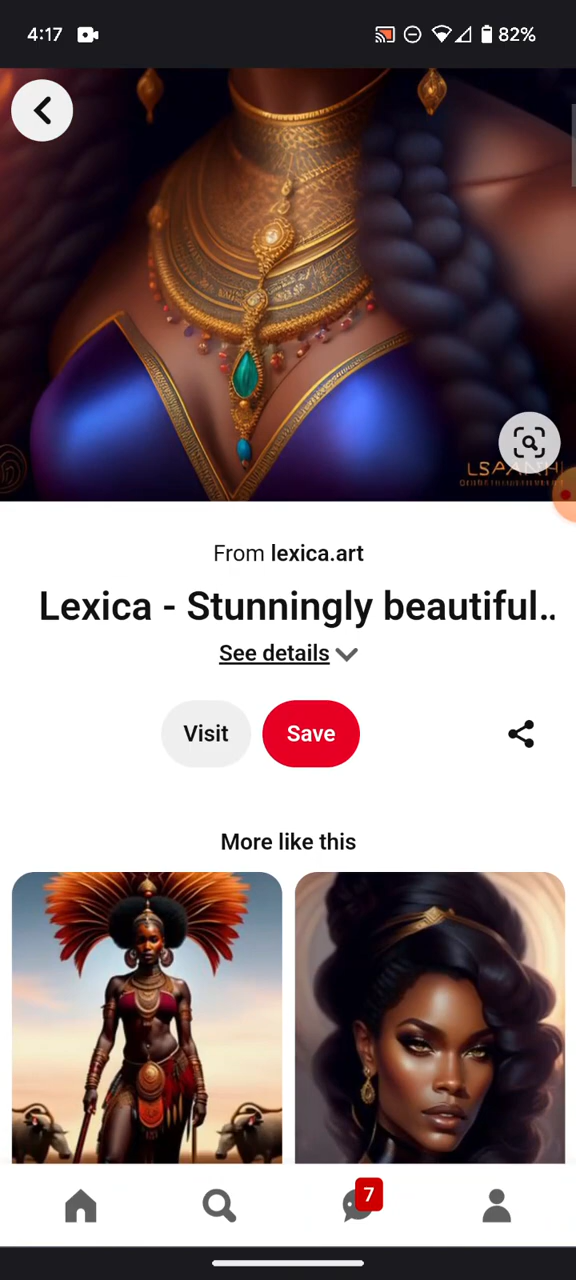 4:17
82%
From lexica.art
Lexica - Stunningly beautiful..
See details
Visit
Save
More like this
7